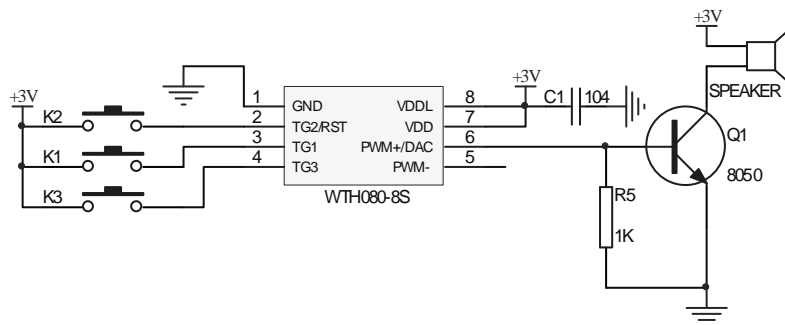 +3V
SPEAKER
+3V
K2
K1
K3
1 GND
2 TG2/RST
3 TG1
4 TG3
VDDL 8
VDD 7
PWM+/DAC 6
PWM- 5
WTH080-8S
+3V
C1 104
R5
1K
Q1
8050